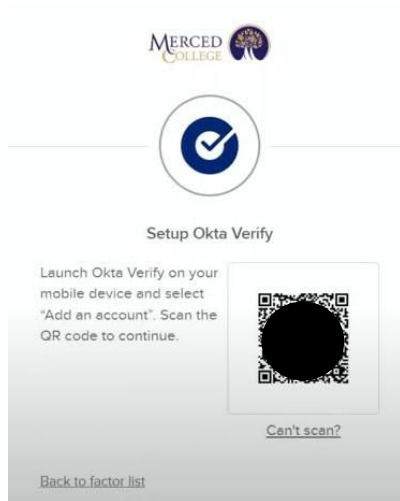 MERCED
COLLEGE
Setup Okta Verify
Launch Okta Verify on your
mobile device and select
"Add an account". Scan the
QR code to continue.
Can't scan?
Back to factor list